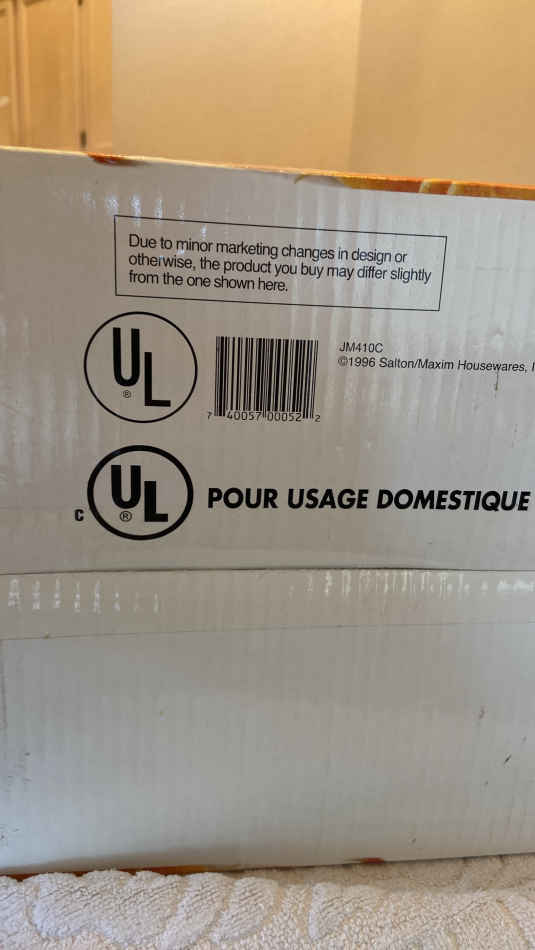 Due to minor marketing changes in design or
otherwise, the product you buy may differ slightly
from the one shown here.
UL
®
7 40057 00052 2
JM410C
©1996 Salton/Maxim Housewares,
C UL
®
POUR USAGE DOMESTIQUE